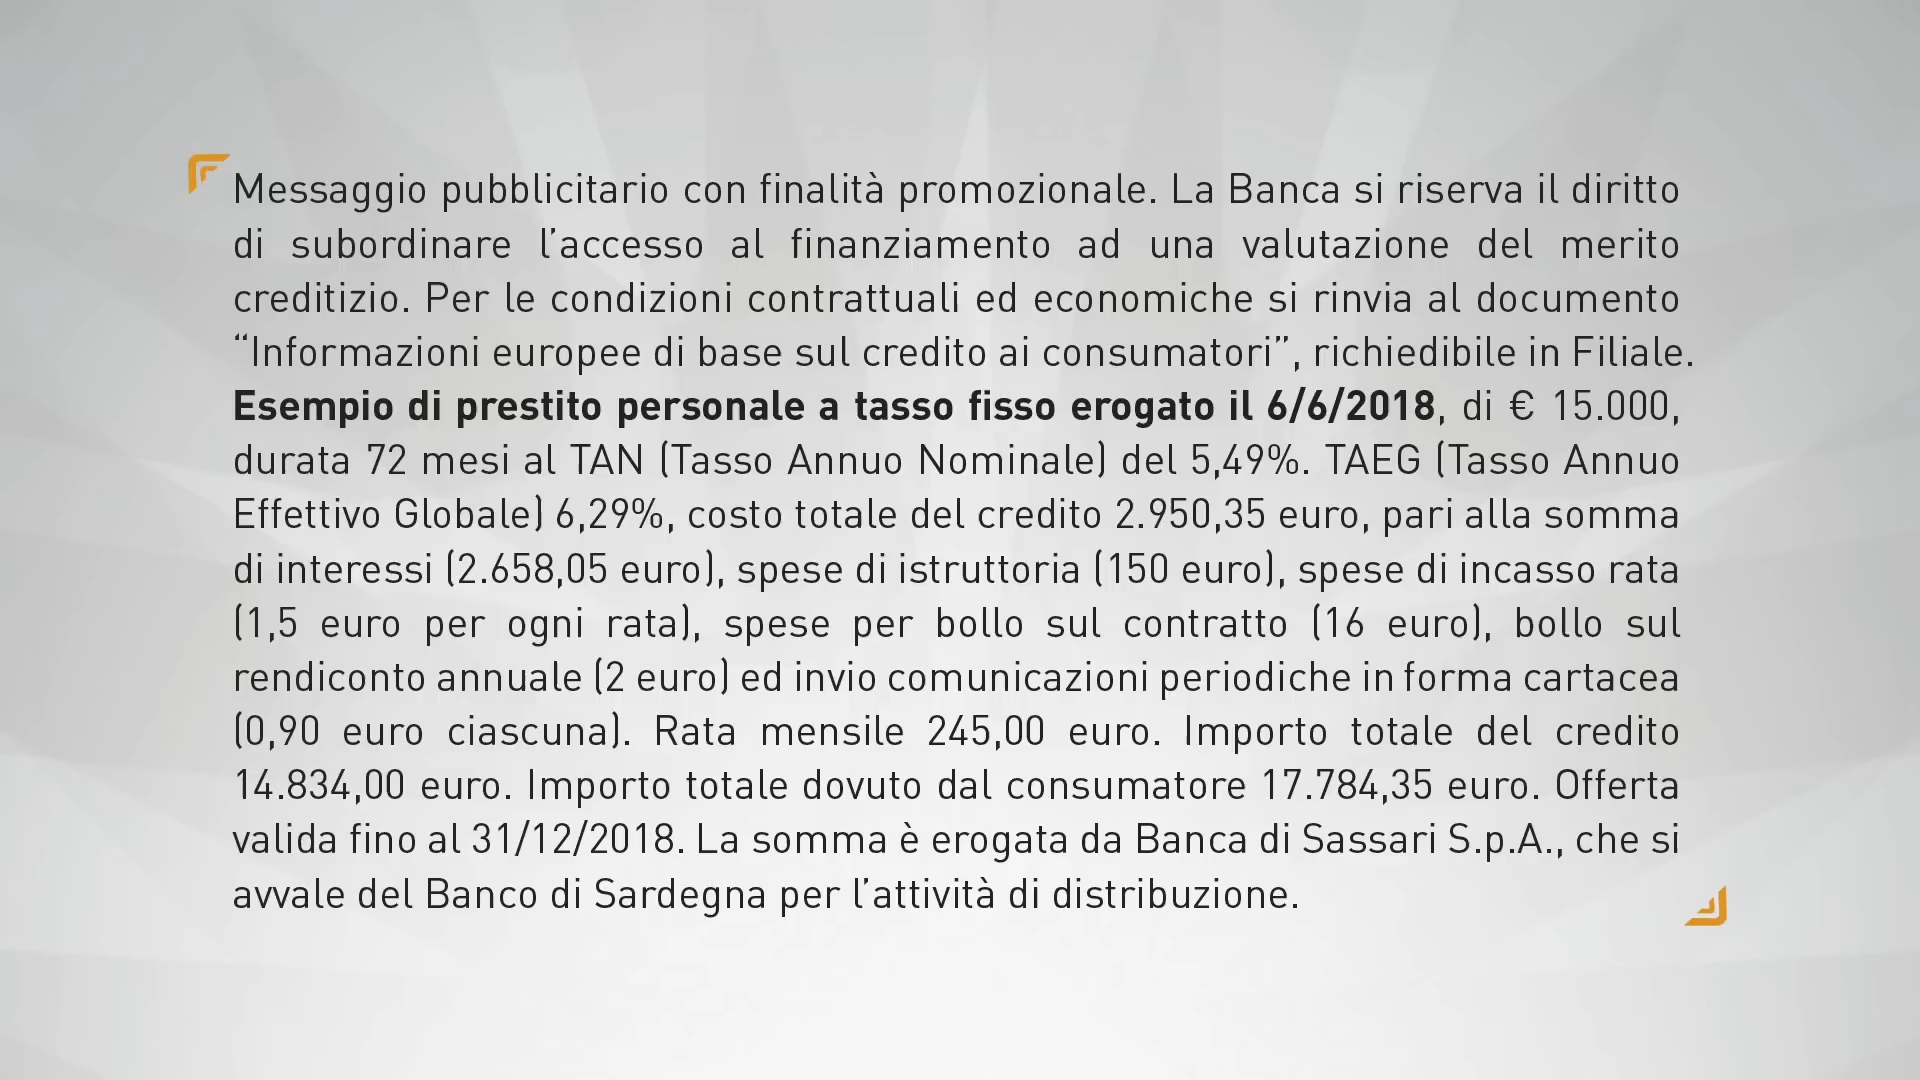 Messaggio pubblicitario con finalità promozionale. La Banca si riserva il diritto
di subordinare l’accesso al finanziamento ad una valutazione del merito
creditizio. Per le condizioni contrattuali ed economiche si rinvia al documento
“Informazioni europee di base sul credito ai consumatori”, richiedibile in Filiale.
Esempio di prestito personale a tasso fisso erogato il 6/6/2018, di € 15.000,
durata 72 mesi al TAN (Tasso Annuo Nominale) del 5,49%. TAEG (Tasso Annuo
Effettivo Globale) 6,29%, costo totale del credito 2.950,35 euro, pari alla somma
di interessi (2.658,05 euro), spese di istruttoria (150 euro), spese di incasso rata
(1,5 euro per ogni rata), spese per bollo sul contratto (16 euro), bollo sul
rendiconto annuale (2 euro) ed invio comunicazioni periodiche in forma cartacea
(0,90 euro ciascuna). Rata mensile 245,00 euro. Importo totale del credito
14.834,00 euro. Importo totale dovuto dal consumatore 17.784,35 euro. Offerta
valida fino al 31/12/2018. La somma è erogata da Banca di Sassari S.p.A., che si
avvale del Banco di Sardegna per l’attività di distribuzione.